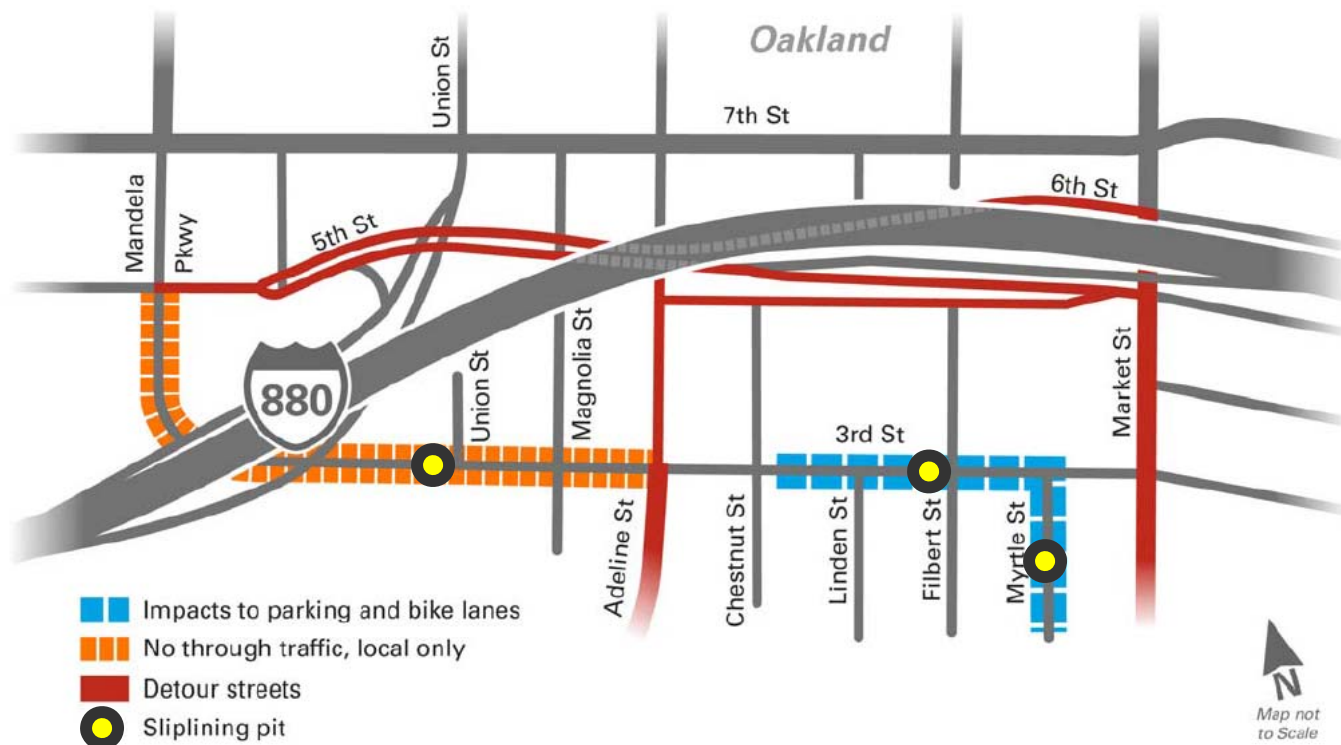 Oakland
Union St
7th St
6th St
Mandela
Pkwy
5th St
880
Union St
Magnolia St
Market St
3rd St
Adeline St
Chestnut St
Linden St
Filbert St
Myrtle St
Impacts to parking and bike lanes
No through traffic, local only
Detour streets
Sliplining pit
N
Map not
to Scale